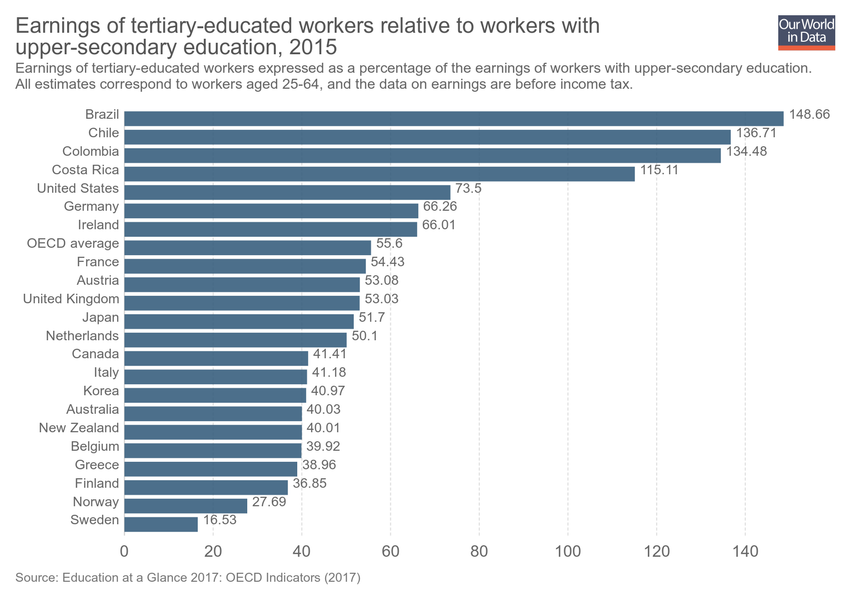 Earnings of tertiary-educated workers relative to workers with
upper-secondary education, 2015
Our World
in Data
Earnings of tertiary-educated workers expressed as a percentage of the earnings of workers with upper-secondary education.
All estimates correspond to workers aged 25-64, and the data on earnings are before income tax.
Brazil 148.66
Chile 136.71
Colombia 134.48
Costa Rica 115.11
United States 73.5
Germany 66.26
Ireland 66.01
OECD average 55.6
France 54.43
Austria 53.08
United Kingdom 53.03
Japan 51.7
Netherlands 50.1
Canada 41.41
Italy 41.18
Korea 40.97
Australia 40.03
New Zealand 40.01
Belgium 39.92
Greece 38.96
Finland 36.85
Norway 27.69
Sweden 16.53
0 20 40 60 80 100 120 140
Source: Education at a Glance 2017: OECD Indicators (2017)